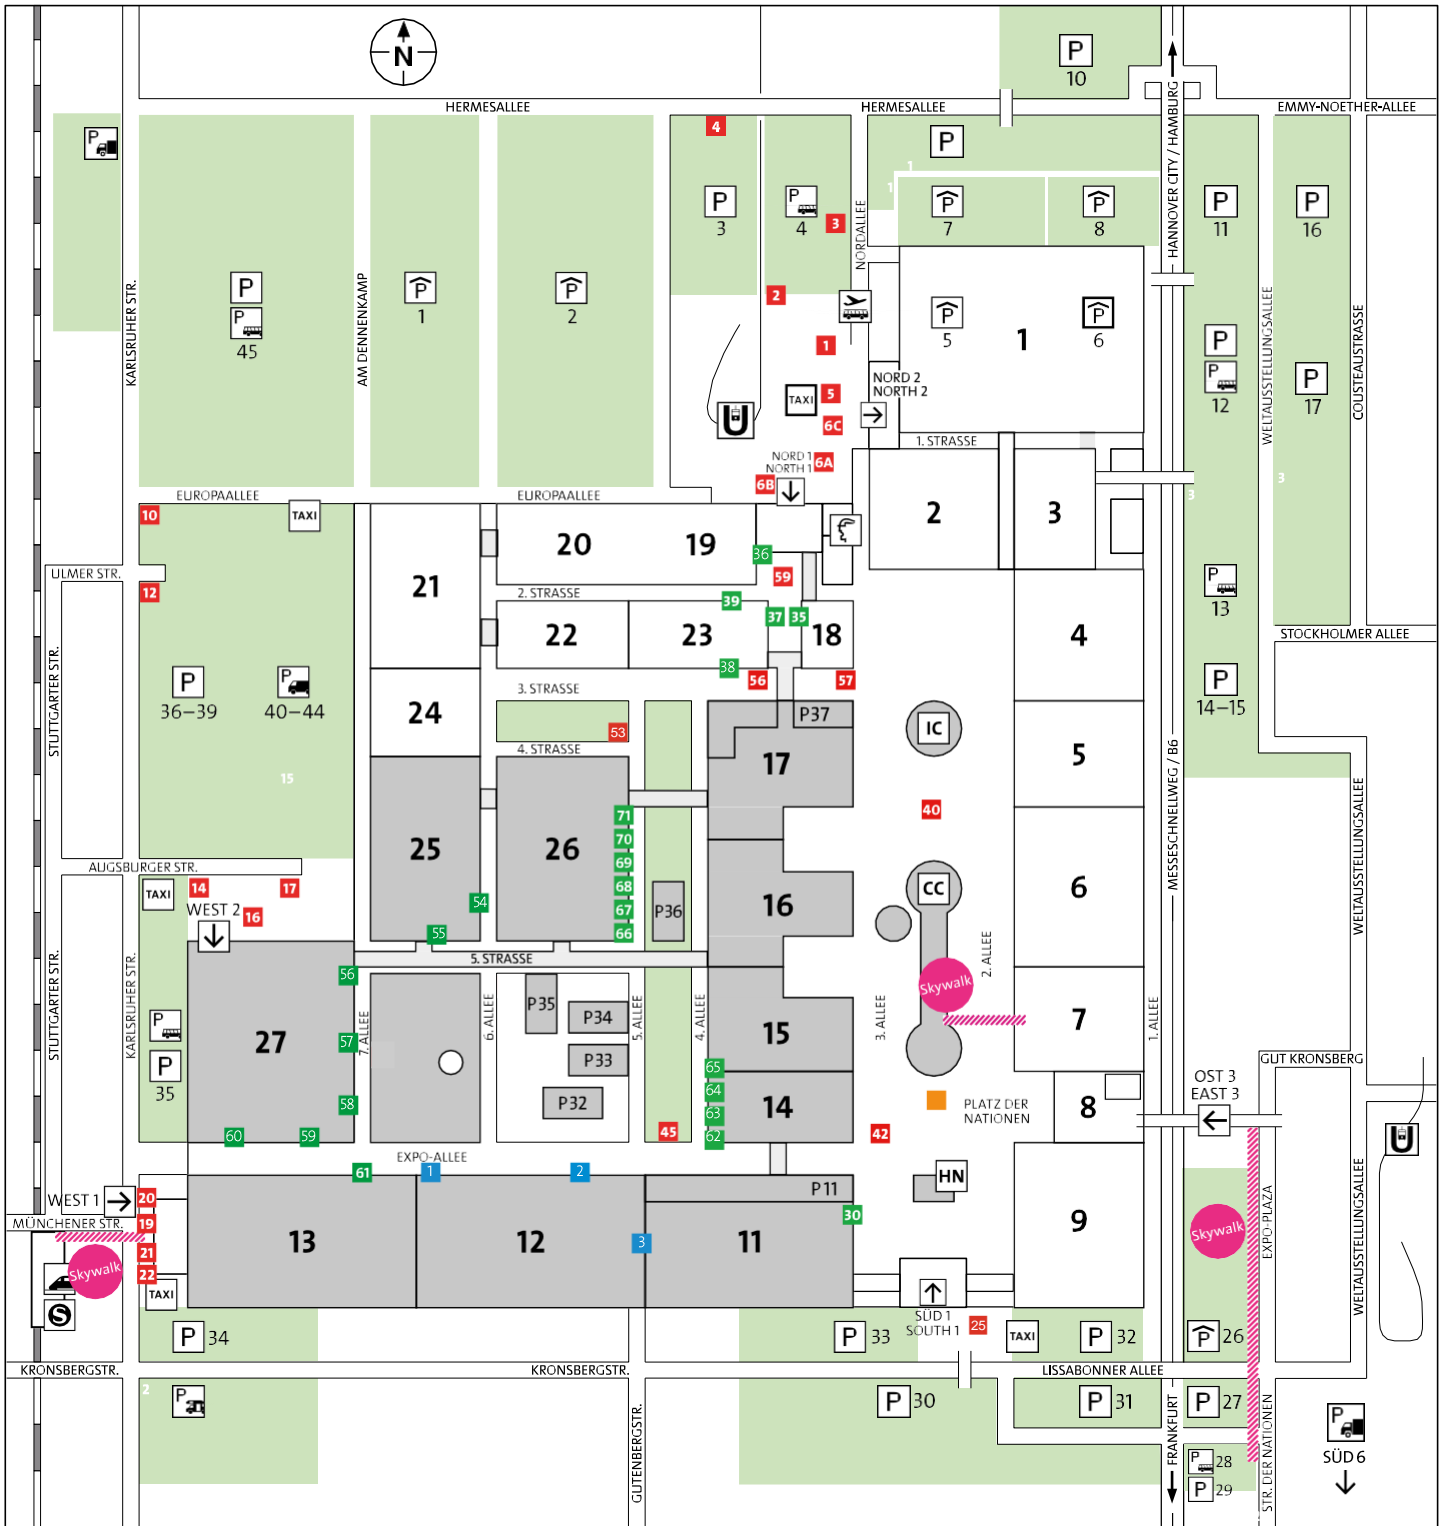 N
P
10
HERMESALLEE
HERMESALLEE
EMMY-NOETHER-ALLEE
HANNOVER CITY / HAMBURG
P
4
P
1
1
P
3
P
4
3
P
7
P
8
P
11
P
16
NORDALLEE
KARLSRUHER STR.
AM DENNENKAMP
WELTAUSSTELLUNGSALLEE
COUSTEAUSTRASSE
P
P
45
P
1
P
2
2
1
P
5
1
P
6
P
P
12
P
17
U
TAXI
5
6C
NORD 2
NORTH 2
1. STRASSE
NORD 1
NORTH 1
6A
6B
3
3
EUROPAALLEE
EUROPAALLEE
10
TAXI
20
19
2
3
36
21
59
ULMER STR.
12
2. STRASSE
39
37
35
P
13
22
23
18
4
STOCKHOLMER ALLEE
38
56
57
STUTTGARTER STR.
P
36–39
P
40–44
3. STRASSE
P
14–15
24
53
P37
IC
4. STRASSE
17
5
15
MESSESCHNELLWEG / B6
WELTAUSSTELLUNGSALLEE
40
71
25
26
70
69
68
67
66
AUGSBURGER STR.
TAXI
14
17
WEST 2
16
54
55
P36
16
CC
6
5. STRASSE
2. ALLEE
Skywalk
STUTTGARTER STR.
KARLSRUHER STR.
56
27
57
58
7. ALLEE
6. ALLEE
P35
P34
P33
P32
5. ALLEE
4. ALLEE
15
3. ALLEE
7
1. ALLEE
P
P
35
65
64
63
62
14
GUT KRONSBERG
OST 3
EAST 3
8
PLATZ DER
NATIONEN
60
59
45
42
U
EXPO-ALLEE
61
1
2
HN
P11
30
WEST 1
20
MÜNCHENER STR.
19
21
22
Skywalk
13
12
3
11
9
Skywalk
EXPO-PLAZA
WELTAUSSTELLUNGSALLEE
S
TAXI
SÜD 1
SOUTH 1
25
TAXI
P
34
P
33
P
32
P
26
KRONSBERGSTR.
KRONSBERGSTR.
LISSABONNER ALLEE
2
P
P
30
P
31
P
27
P
GUTENBERGSTR.
FRANKFURT
STR. DER NATIONEN
SÜD 6
P
28
P
29